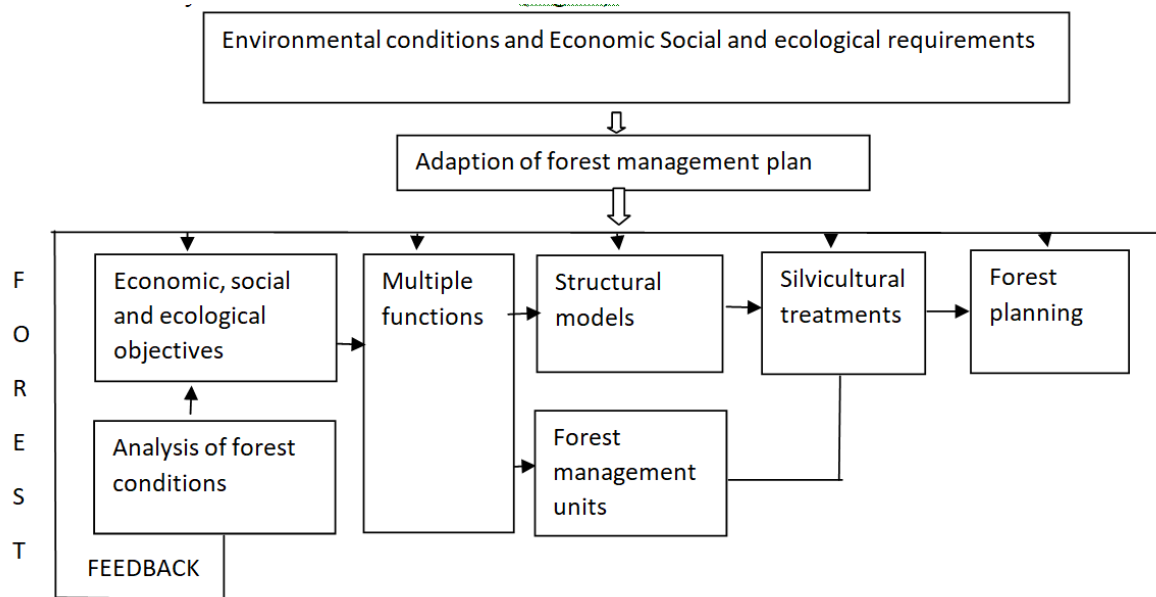 Environmental conditions and Economic Social and ecological requirements
Adaption of forest management plan
F
O
R
E
S
T
Economic, social
and ecological
objectives
Multiple
functions
Structural
models
Silvicultural
treatments
Forest
planning
Analysis of forest
conditions
Forest
management
units
FEEDBACK